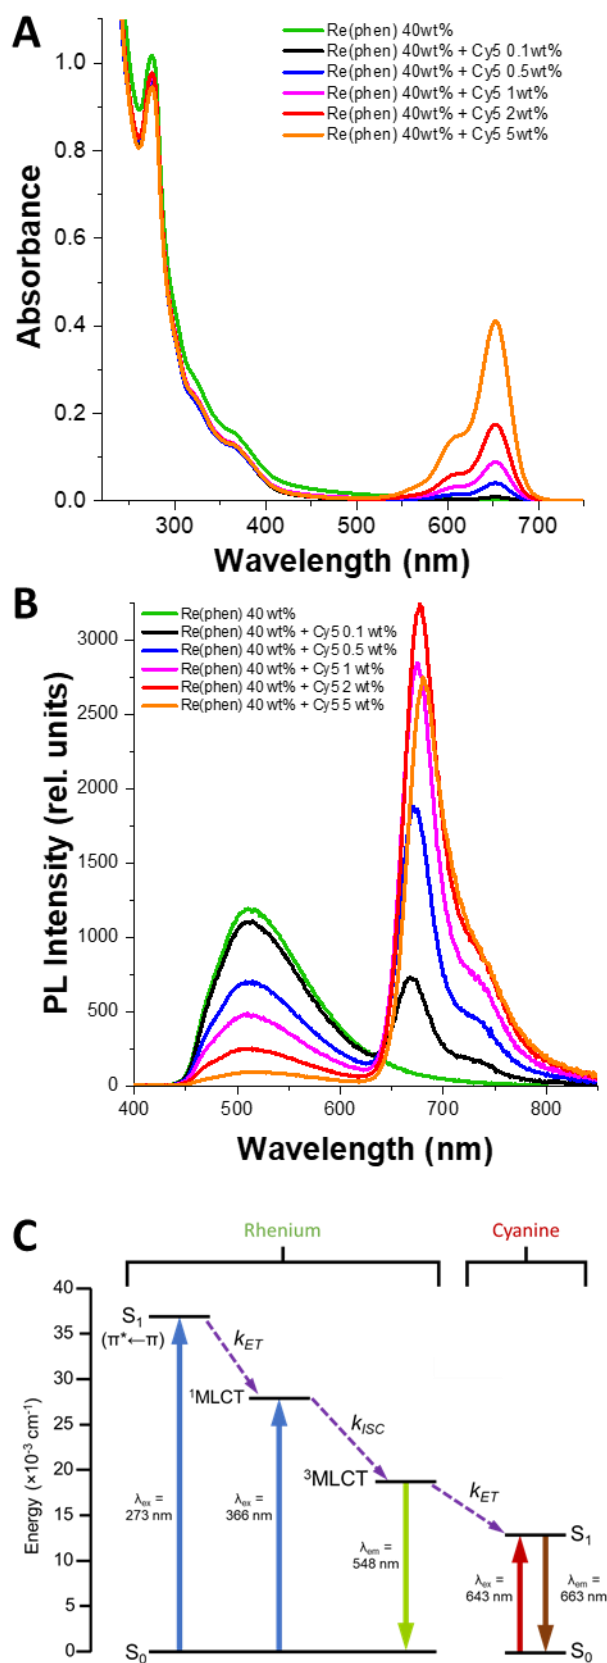 A
Re(phen) 40wt%
Re(phen) 40wt% + Cy5 0.1wt%
Re(phen) 40wt% + Cy5 0.5wt%
Re(phen) 40wt% + Cy5 1wt%
Re(phen) 40wt% + Cy5 2wt%
Re(phen) 40wt% + Cy5 5wt%
1.0
0.8
0.6
0.4
0.2
0.0
Absorbance
300 400 500 600 700
Wavelength (nm)
B
Re(phen) 40 wt%
Re(phen) 40 wt% + Cy5 0.1 wt%
Re(phen) 40 wt% + Cy5 0.5 wt%
Re(phen) 40 wt% + Cy5 1 wt%
Re(phen) 40 wt% + Cy5 2 wt%
Re(phen) 40 wt% + Cy5 5 wt%
3000
2500
2000
1500
1000
500
0
PL Intensity (rel. units)
400 500 600 700 800
Wavelength (nm)
C
Rhenium Cyanine
40
35
30
25
20
15
10
5
0
Energy (×10⁻³ cm⁻¹)
S₁
(π*←π)
k_ET
¹MLCT
k_ISC
³MLCT
k_ET
S₁
λex =
273 nm
λex =
366 nm
λem =
548 nm
λex =
643 nm
λem =
663 nm
S₀ S₀